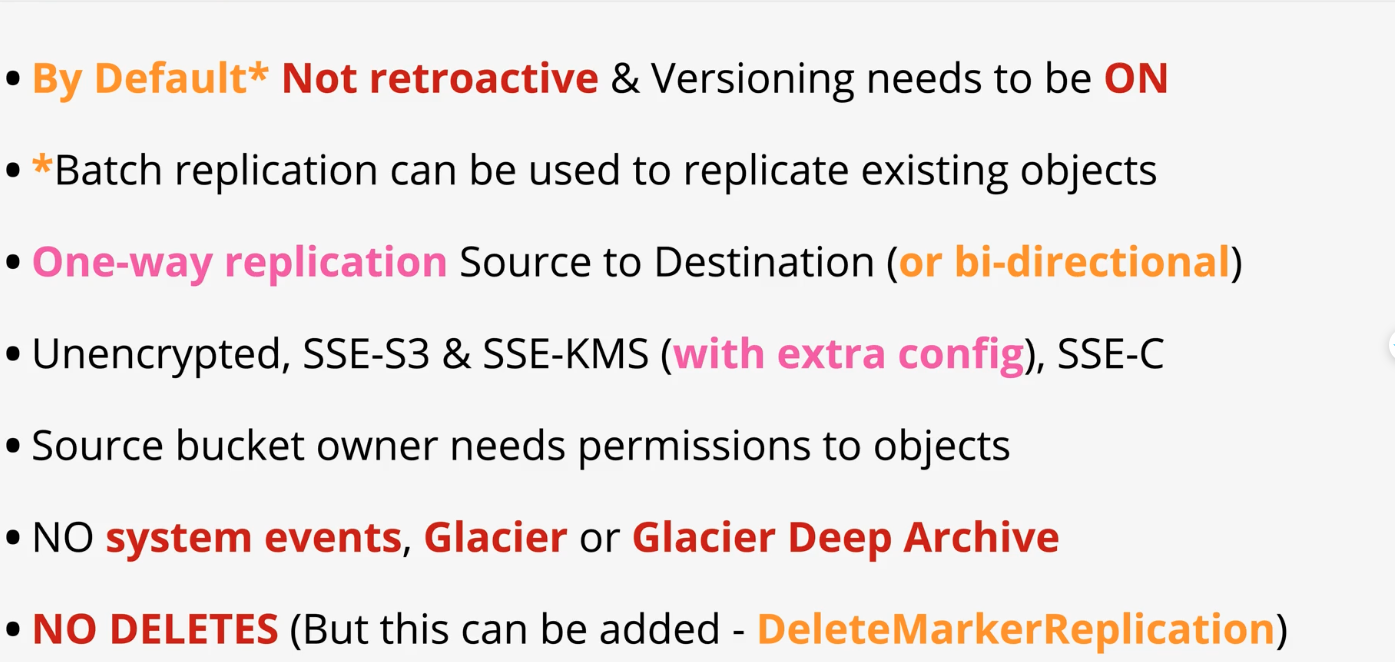 • By Default* Not retroactive & Versioning needs to be ON
• *Batch replication can be used to replicate existing objects
• One-way replication Source to Destination (or bi-directional)
• Unencrypted, SSE-S3 & SSE-KMS (with extra config), SSE-C
• Source bucket owner needs permissions to objects
• NO system events, Glacier or Glacier Deep Archive
• NO DELETES (But this can be added - DeleteMarkerReplication)